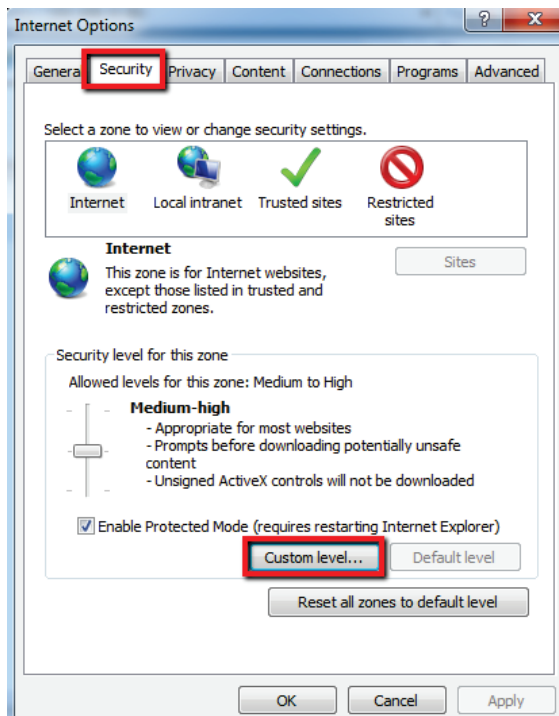 Internet Options
?
X
General Security Privacy Content Connections Programs Advanced
Select a zone to view or change security settings.
Internet Local intranet Trusted sites Restricted
sites
Internet
Sites
This zone is for Internet websites,
except those listed in trusted and
restricted zones.
Security level for this zone
Allowed levels for this zone: Medium to High
Medium-high
- Appropriate for most websites
- Prompts before downloading potentially unsafe
content
- Unsigned ActiveX controls will not be downloaded
Enable Protected Mode (requires restarting Internet Explorer)
Custom level... Default level
Reset all zones to default level
OK Cancel Apply